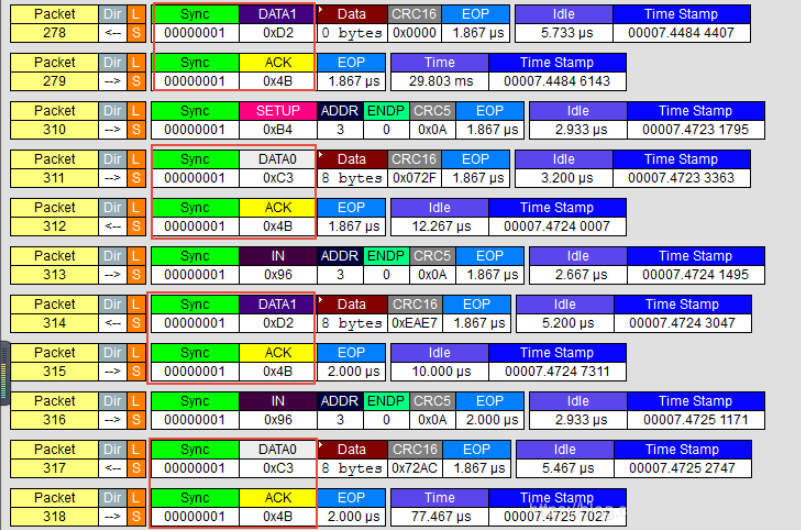 Packet Dir L Sync DATA1 Data CRC16 EOP Idle Time Stamp
278 <-- S 00000001 0xD2 0 bytes 0x0000 1.867 µs 5.733 µs 00007.4484 4407
Packet Dir L Sync ACK EOP Time Time Stamp
279 --> S 00000001 0x4B 1.867 µs 29.803 ms 00007.4484 6143
Packet Dir L Sync SETUP ADDR ENDP CRC5 EOP Idle Time Stamp
310 --> S 00000001 0xB4 3 0 0x0A 1.867 µs 2.933 µs 00007.4723 1795
Packet Dir L Sync DATA0 Data CRC16 EOP Idle Time Stamp
311 --> S 00000001 0xC3 8 bytes 0x072F 1.867 µs 3.200 µs 00007.4723 3363
Packet Dir L Sync ACK EOP Idle Time Stamp
312 <-- S 00000001 0x4B 1.867 µs 12.267 µs 00007.4724 0007
Packet Dir L Sync IN ADDR ENDP CRC5 EOP Idle Time Stamp
313 --> S 00000001 0x96 3 0 0x0A 1.867 µs 2.667 µs 00007.4724 1495
Packet Dir L Sync DATA1 Data CRC16 EOP Idle Time Stamp
314 <-- S 00000001 0xD2 8 bytes 0xEAE7 1.867 µs 5.200 µs 00007.4724 3047
Packet Dir L Sync ACK EOP Idle Time Stamp
315 --> S 00000001 0x4B 2.000 µs 10.000 µs 00007.4724 7311
Packet Dir L Sync IN ADDR ENDP CRC5 EOP Idle Time Stamp
316 --> S 00000001 0x96 3 0 0x0A 2.000 µs 2.933 µs 00007.4725 1171
Packet Dir L Sync DATA0 Data CRC16 EOP Idle Time Stamp
317 <-- S 00000001 0xC3 8 bytes 0x72AC 1.867 µs 5.467 µs 00007.4725 2747
Packet Dir L Sync ACK EOP Time Time Stamp
318 --> S 00000001 0x4B 2.000 µs 77.467 µs 00007.4725 7027